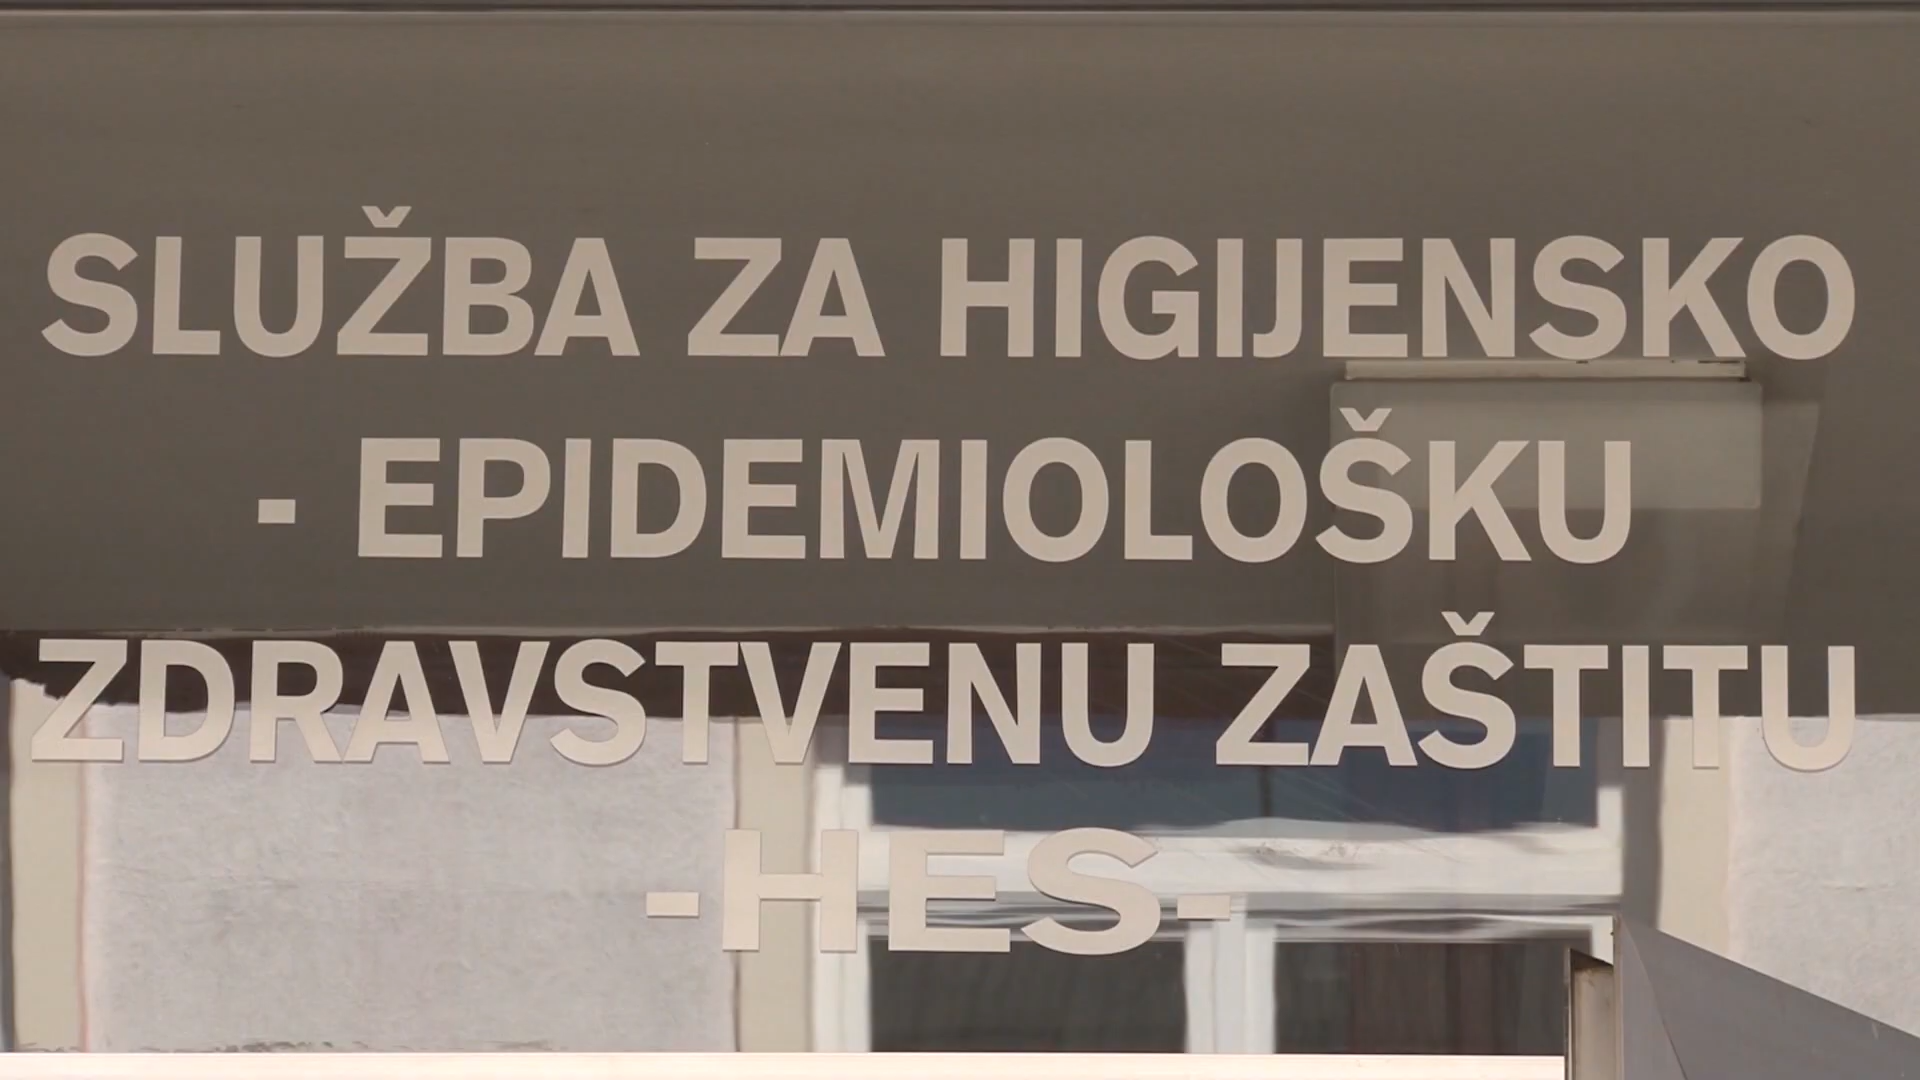 SLUŽBA ZA HIGIJENSKO
- EPIDEMIOLOŠKU
ZDRAVSTVENU ZAŠTITU
-HES-